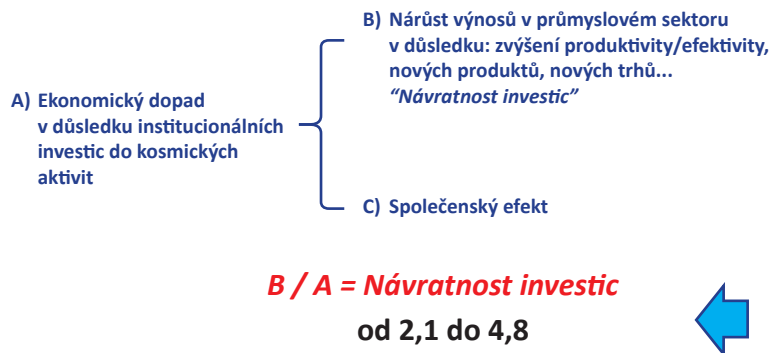 B) Nárůst výnosů v průmyslovém sektoru
v důsledku: zvýšení produktivity/efektivity,
nových produktů, nových trhů...
“Návratnost investic”
A) Ekonomický dopad
v důsledku institucionálních
investic do kosmických
aktivit
C) Společenský efekt
B / A = Návratnost investic
od 2,1 do 4,8